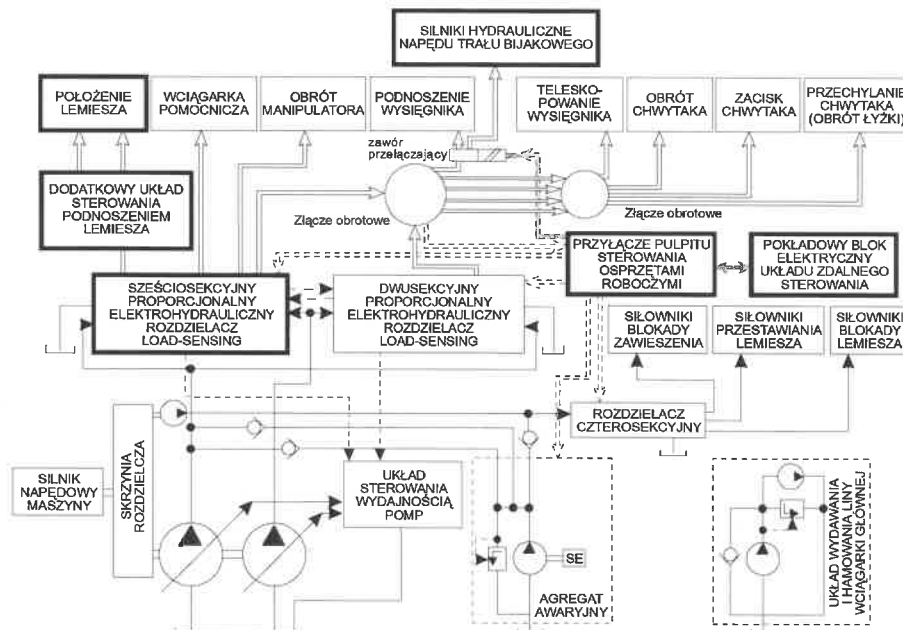 SILNIKI HYDRAULICZNE
NAPĘDU TRAŁU BIJAKOWEGO
POŁOŻENIE
LEMIESZA
WCIĄGARKA
POMOCNICZA
OBRÓT
MANIPULATORA
PODNOSZENIE
WYSIĘGNIKA
TELESKO-
POWANIE
WYSIĘGNIKA
OBRÓT
CHWYTAKA
ZACISK
CHWYTAKA
PRZECHYLANIE
CHWYTAKA
(OBRÓT ŁYŻKI)
zawór
przełączający
DODATKOWY UKŁAD
STEROWANIA
PODNOSZENIEM
LEMIESZA
Złącze obrotowe
Złącze obrotowe
PRZYŁĄCZE PULPITU
STEROWANIA
OSPRZĘTAMI
ROBOCZYMI
POKŁADOWY BLOK
ELEKTRYCZNY
UKŁADU ZDALNEGO
STEROWANIA
SZEŚCIOSEKCYJNY
PROPORCJONALNY
ELEKTROHYDRAULICZNY
ROZDZIELACZ
LOAD-SENSING
DWUSEKCYJNY
PROPORCJONALNY
ELEKTROHYDRAULICZNY
ROZDZIELACZ
LOAD-SENSING
SIŁOWNIKI
BLOKADY
ZAWIESZENIA
SIŁOWNIKI
PRZESTAWIANIA
LEMIESZA
SIŁOWNIKI
BLOKADY
LEMIESZA
ROZDZIELACZ
CZTEROSEKCYJNY
SILNIK
NAPĘDOWY
MASZYNY
SKRZYNIA
ROZDZIELCZA
UKŁAD
STEROWANIA
WYDAJNOŚCIĄ
POMP
SE
AGREGAT
AWARYJNY
UKŁAD WYDAWANIA
I HAMOWANIA LINY
WCIĄGARKI GŁÓWNEJ